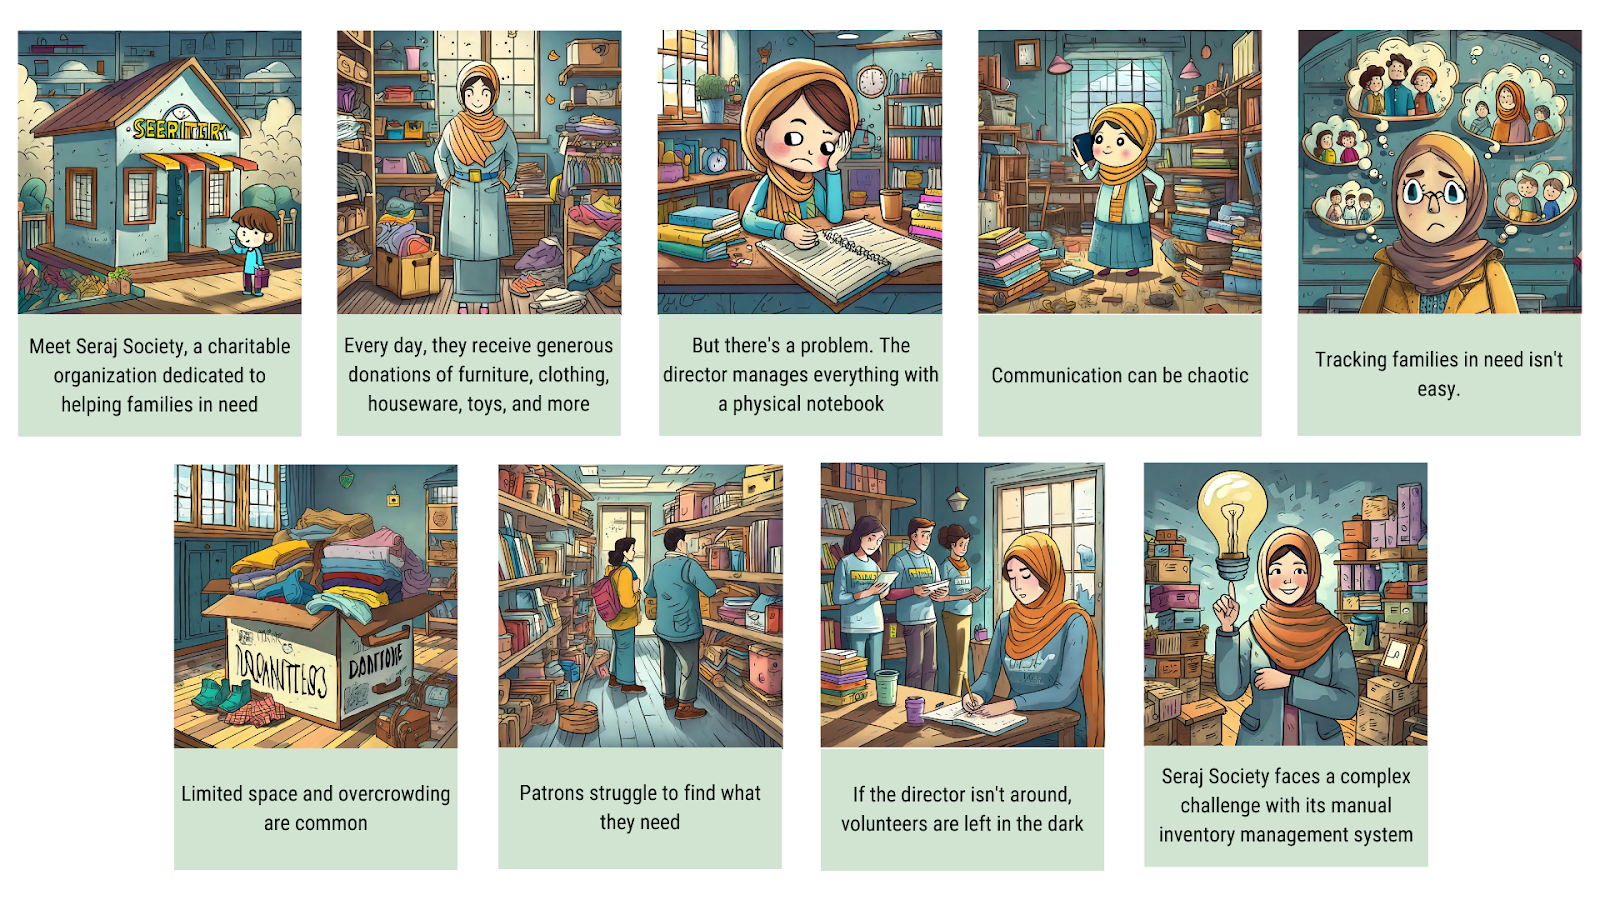 Meet Seraj Society, a charitable
organization dedicated to
helping families in need
Every day, they receive generous
donations of furniture, clothing,
houseware, toys, and more
But there's a problem. The
director manages everything with
a physical notebook
Communication can be chaotic
Tracking families in need isn't
easy.
Limited space and overcrowding
are common
Patrons struggle to find what
they need
If the director isn't around,
volunteers are left in the dark
Seraj Society faces a complex
challenge with its manual
inventory management system